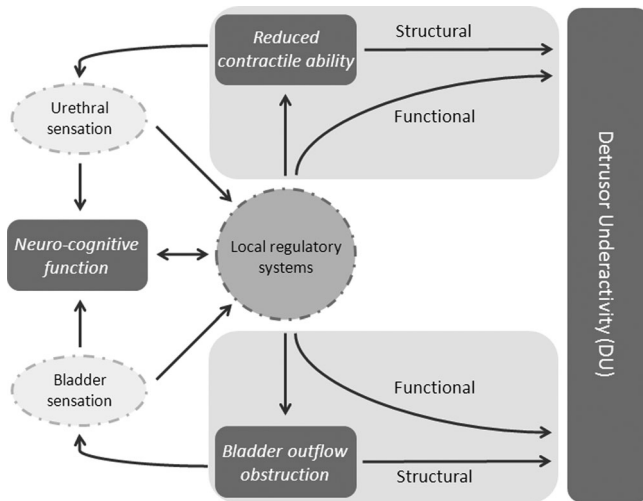 Reduced
contractile ability
Structural
Functional
Urethral
sensation
Neuro-cognitive
function
Local regulatory
systems
Bladder
sensation
Functional
Bladder outflow
obstruction
Structural
Detrusor Underactivity (DU)